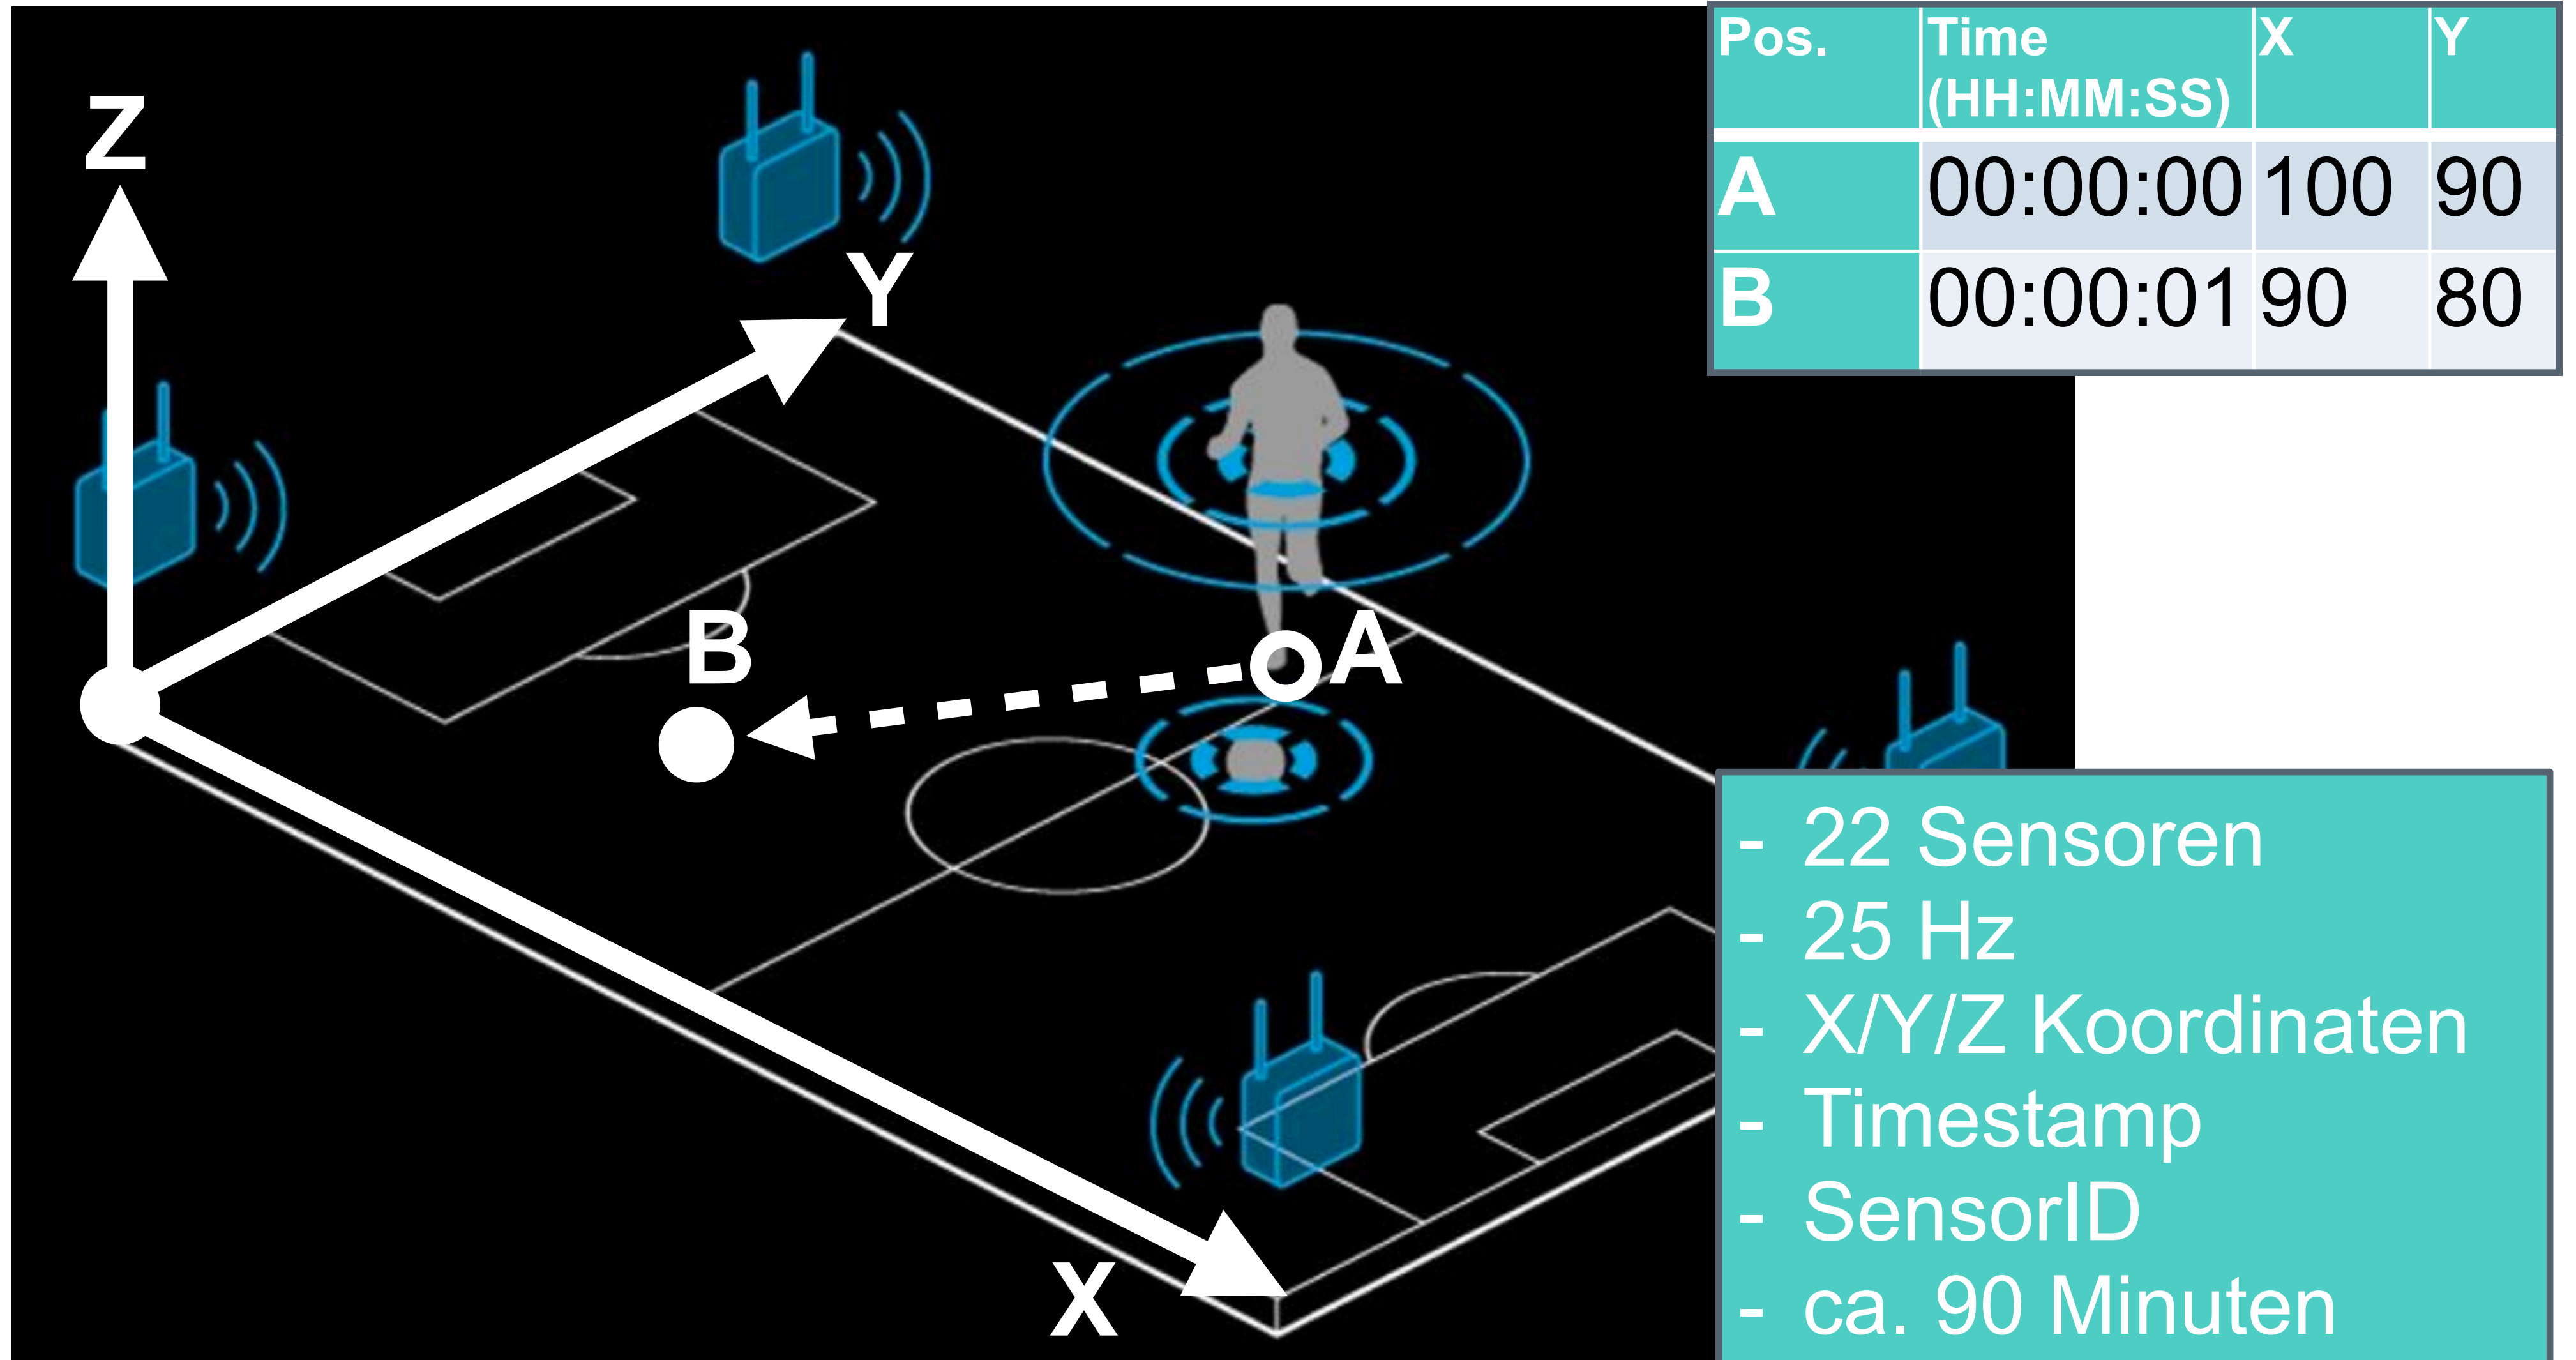 Z
Y
B
A
X
Pos. Time (HH:MM:SS) X Y
A 00:00:00 100 90
B 00:00:01 90 80
- 22 Sensoren
- 25 Hz
- X/Y/Z Koordinaten
- Timestamp
- SensorID
- ca. 90 Minuten